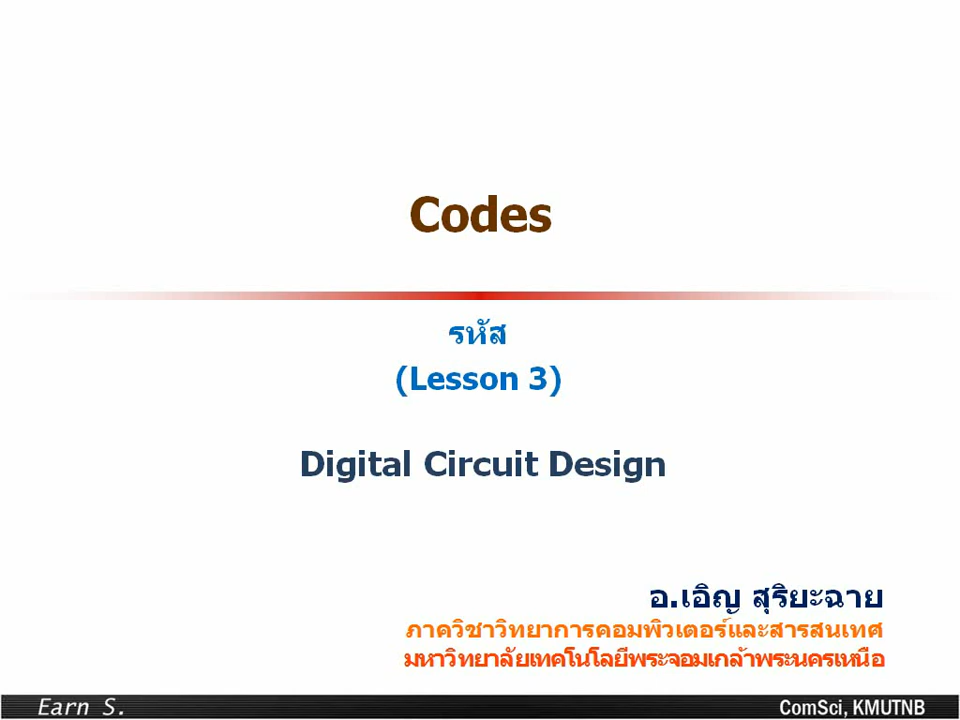 Codes
รหัส
(Lesson 3)
Digital Circuit Design
อ.เอิญ สุริยะฉาย
ภาควิชาวิทยาการคอมพิวเตอร์และสารสนเทศ
มหาวิทยาลัยเทคโนโลยีพระจอมเกล้าพระนครเหนือ
Earn S.
ComSci, KMUTNB